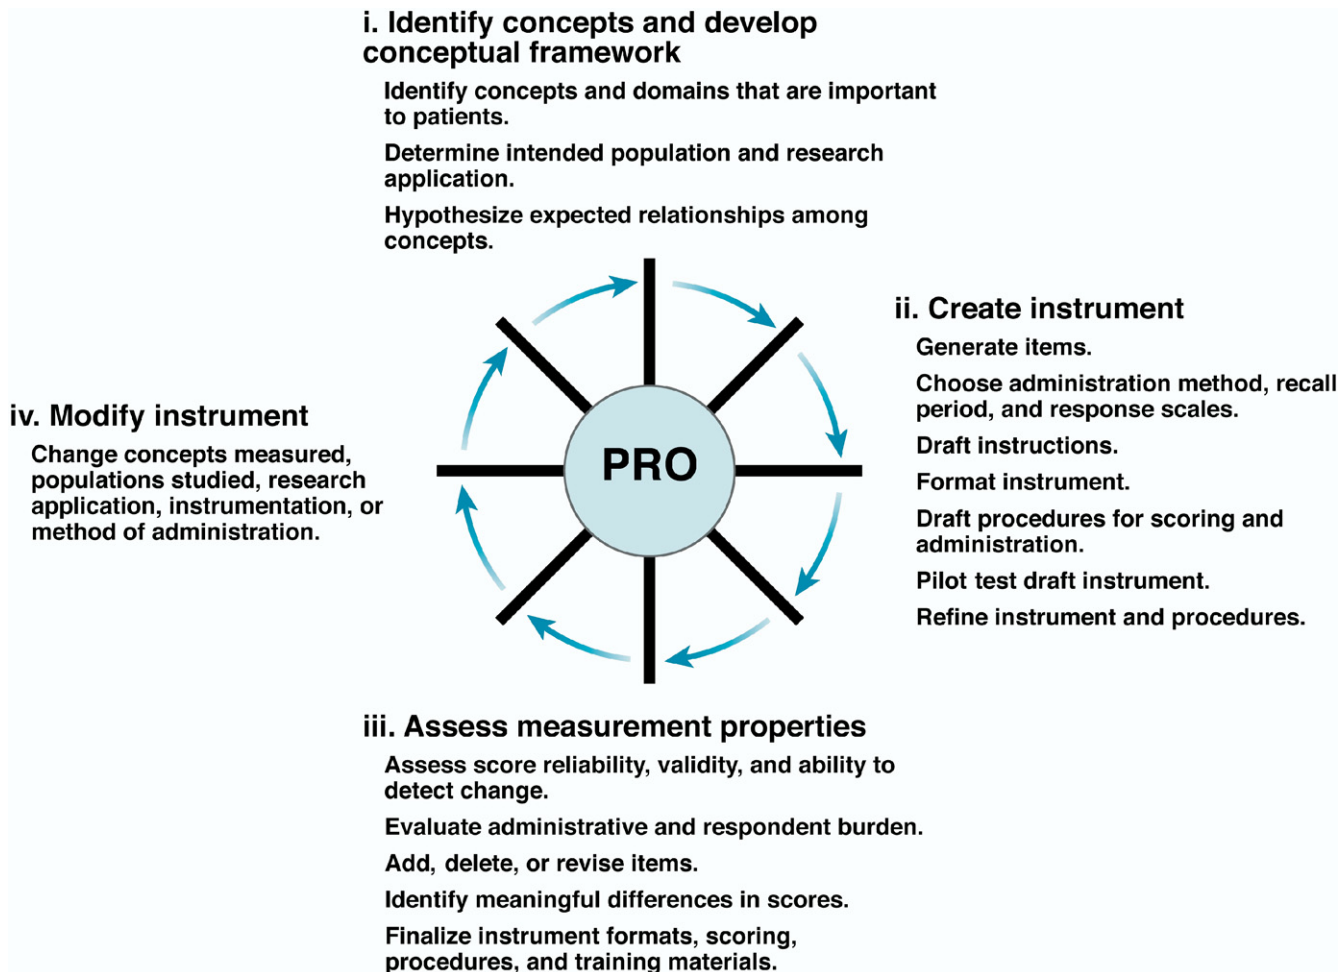 i. Identify concepts and develop
conceptual framework
Identify concepts and domains that are important
to patients.
Determine intended population and research
application.
Hypothesize expected relationships among
concepts.
ii. Create instrument
Generate items.
Choose administration method, recall
period, and response scales.
Draft instructions.
Format instrument.
Draft procedures for scoring and
administration.
Pilot test draft instrument.
Refine instrument and procedures.
PRO
iii. Assess measurement properties
Assess score reliability, validity, and ability to
detect change.
Evaluate administrative and respondent burden.
Add, delete, or revise items.
Identify meaningful differences in scores.
Finalize instrument formats, scoring,
procedures, and training materials.
iv. Modify instrument
Change concepts measured,
populations studied, research
application, instrumentation, or
method of administration.